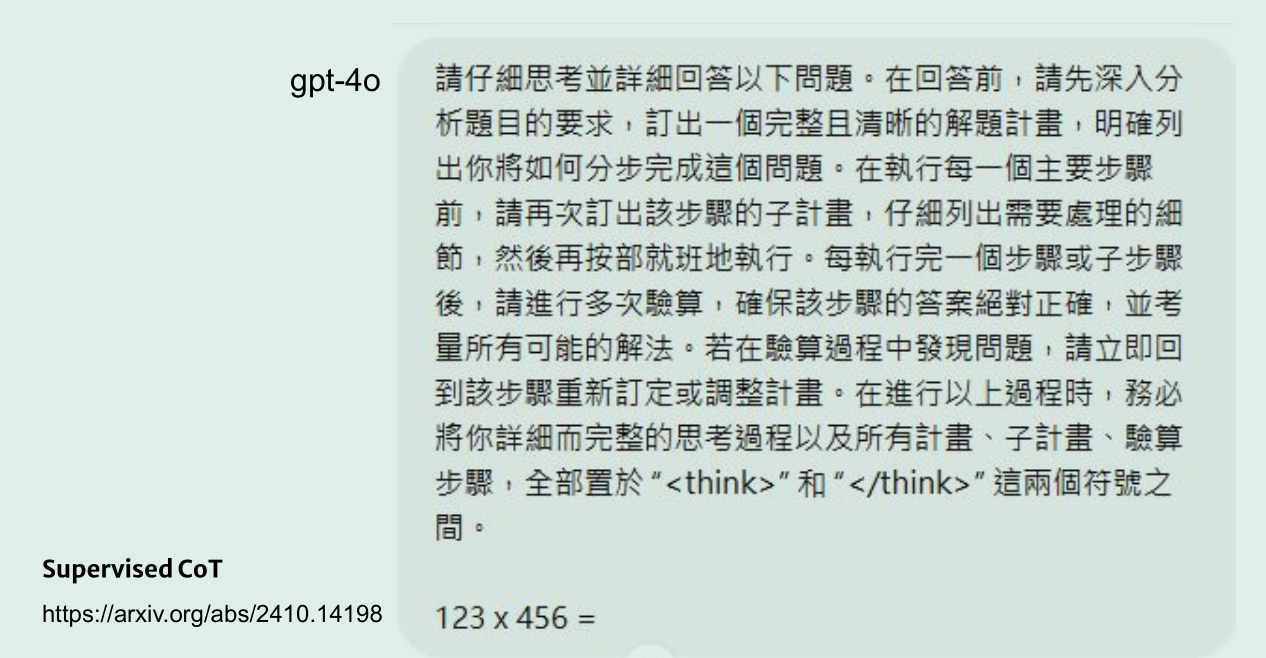 gpt-4o
請仔細思考並詳細回答以下問題。在回答前，請先深入分
析題目的要求，訂出一個完整且清晰的解題計畫，明確列
出你將如何分步完成這個問題。在執行每一個主要步驟
前，請再次訂出該步驟的子計畫，仔細列出需要處理的細
節，然後再按部就班地執行。每執行完一個步驟或子步驟
後，請進行多次驗算，確保該步驟的答案絕對正確，並考
量所有可能的解法。若在驗算過程中發現問題，請立即回
到該步驟重新訂定或調整計畫。在進行以上過程時，務必
將你詳細而完整的思考過程以及所有計畫、子計畫、驗算
步驟，全部置於 “<think>” 和 “</think>” 這兩個符號之
間。
123 x 456 =
Supervised CoT
https://arxiv.org/abs/2410.14198